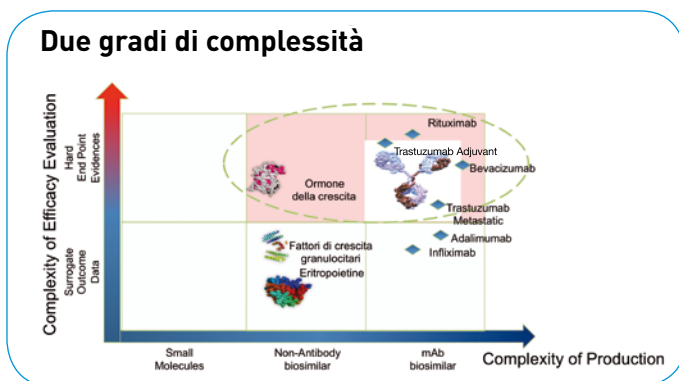 Due gradi di complessità
Complexity of Efficacy Evaluation
Hard
End Point
Evidences
Surrogate
Outcome
Data
Rituximab
Trastuzumab Adjuvant
Bevacizumab
Ormone
della crescita
Trastuzumab
Metastatic
Adalimumab
Infliximab
Fattori di crescita
granulocitari
Eritropoietine
Small
Molecules
Non-Antibody
biosimilar
mAb
biosimilar
Complexity of Production